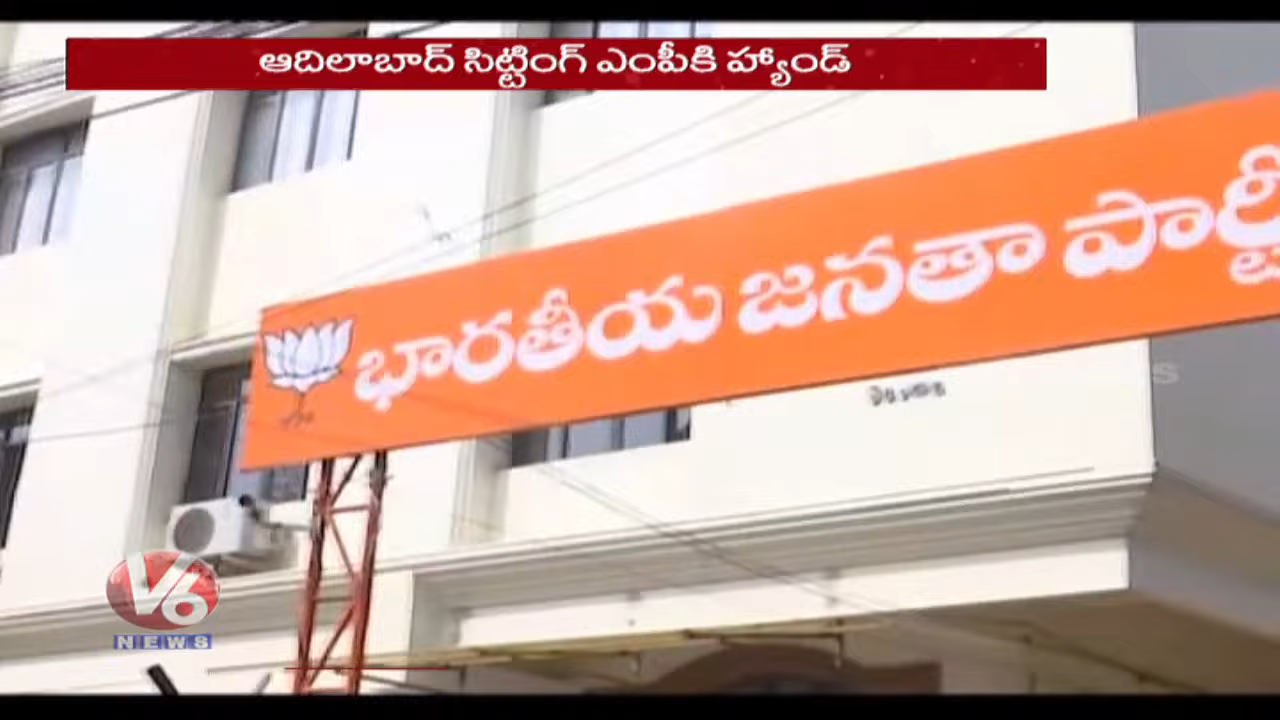 ఆదిలాబాద్ సిట్టింగ్ ఎంపీకి హ్యాండ్
భారతీయ జనతా పార్టీ
V6
NEWS